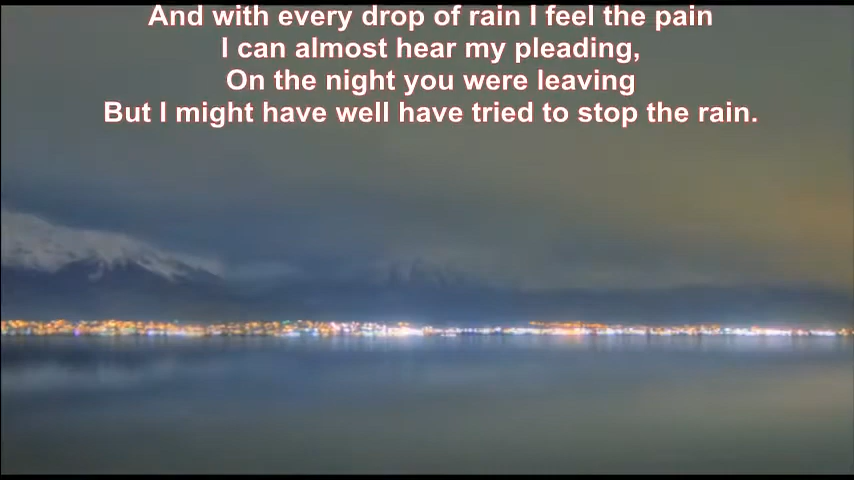 And with every drop of rain I feel the pain
I can almost hear my pleading,
On the night you were leaving
But I might have well have tried to stop the rain.